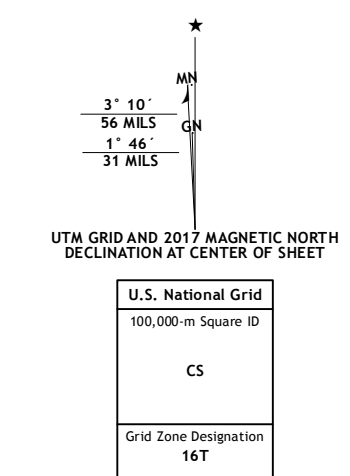 ★
MN
3° 10´
56 MILS
GN
1° 46´
31 MILS
UTM GRID AND 2017 MAGNETIC NORTH
DECLINATION AT CENTER OF SHEET
U.S. National Grid
100,000-m Square ID
CS
Grid Zone Designation
16T